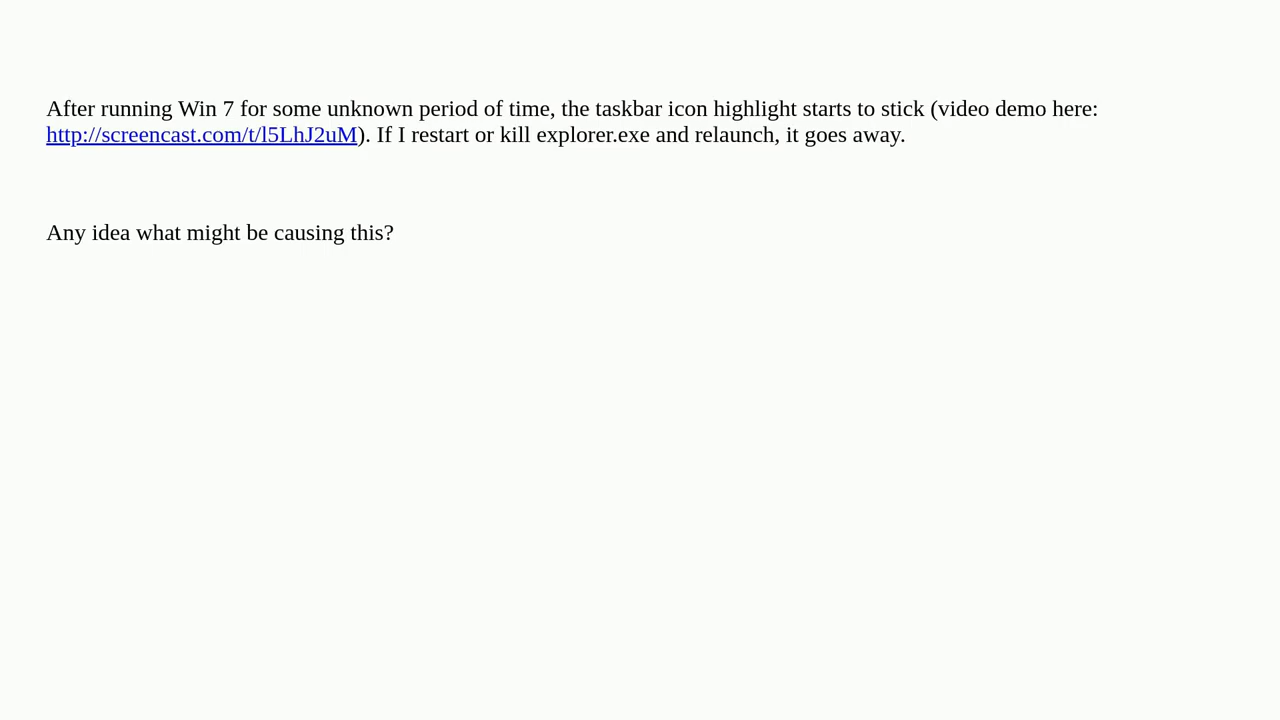 After running Win 7 for some unknown period of time, the taskbar icon highlight starts to stick (video demo here:
http://screencast.com/t/l5LhJ2uM). If I restart or kill explorer.exe and relaunch, it goes away.
Any idea what might be causing this?